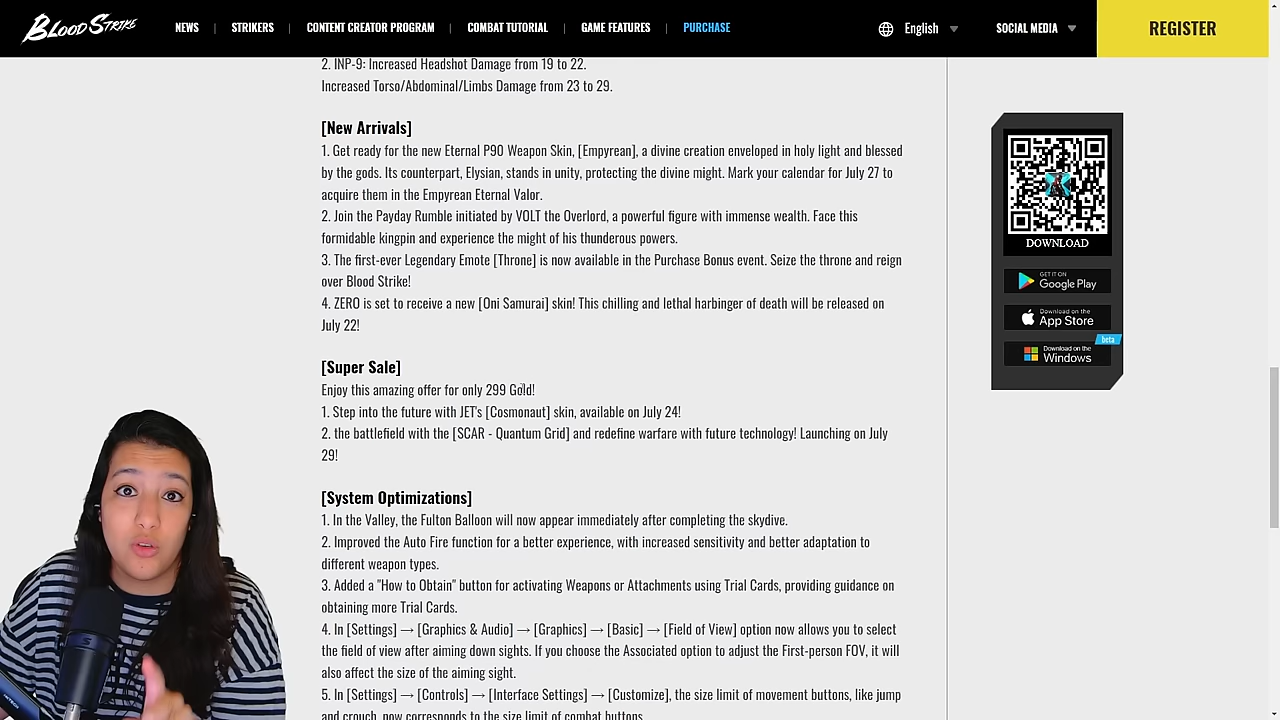 BLOOD STRIKE
NEWS | STRIKERS | CONTENT CREATOR PROGRAM | COMBAT TUTORIAL | GAME FEATURES | PURCHASE
English
SOCIAL MEDIA
REGISTER
2. INP-9: Increased Headshot Damage from 19 to 22.
Increased Torso/Abdominal/Limbs Damage from 23 to 29.
[New Arrivals]
1. Get ready for the new Eternal P90 Weapon Skin, [Empyrean], a divine creation enveloped in holy light and blessed
by the gods. Its counterpart, Elysian, stands in unity, protecting the divine might. Mark your calendar for July 27 to
acquire them in the Empyrean Eternal Valor.
2. Join the Payday Rumble initiated by VOLT the Overlord, a powerful figure with immense wealth. Face this
formidable kingpin and experience the might of his thunderous powers.
3. The first-ever Legendary Emote [Throne] is now available in the Purchase Bonus event. Seize the throne and reign
over Blood Strike!
4. ZERO is set to receive a new [Oni Samurai] skin! This chilling and lethal harbinger of death will be released on
July 22!
[Super Sale]
Enjoy this amazing offer for only 299 Gold!
1. Step into the future with JET's [Cosmonaut] skin, available on July 24!
2. the battlefield with the [SCAR - Quantum Grid] and redefine warfare with future technology! Launching on July
29!
[System Optimizations]
1. In the Valley, the Fulton Balloon will now appear immediately after completing the skydive.
2. Improved the Auto Fire function for a better experience, with increased sensitivity and better adaptation to
different weapon types.
3. Added a "How to Obtain" button for activating Weapons or Attachments using Trial Cards, providing guidance on
obtaining more Trial Cards.
4. In [Settings] → [Graphics & Audio] → [Graphics] → [Basic] → [Field of View] option now allows you to select
the field of view after aiming down sights. If you choose the Associated option to adjust the First-person FOV, it will
also affect the size of the aiming sight.
5. In [Settings] → [Controls] → [Interface Settings] → [Customize], the size limit of movement buttons, like jump
and crouch, now corresponds to the size limit of combat buttons.
DOWNLOAD
GET IT ON
Google Play
Download on the
App Store
beta
Download on the
Windows